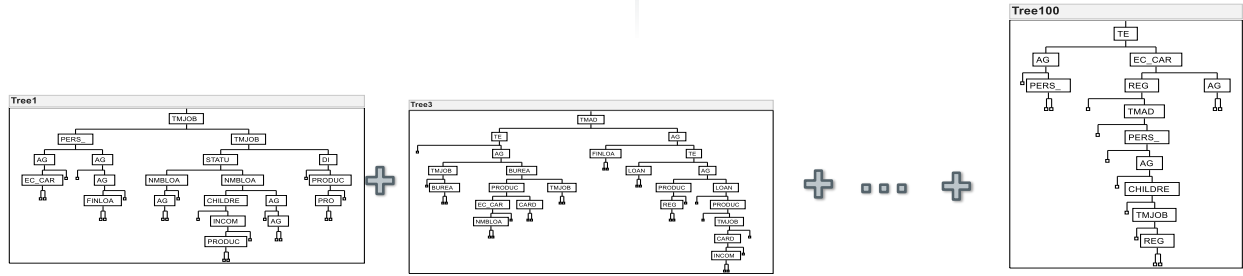 Tree100
TE
AG EC_CAR
PERS_ REG AG
TMAD
PERS_
AG
CHILDRE
TMJOB
REG
Tree1
TMJOB
PERS_ TMJOB
AG AG STATU DI
EC_CAR AG NMBLOA NMBLOA PRODUC
FINLOA AG CHILDRE AG PRO
INCOM AG
PRODUC
Tree3
TMAD
TE AG
AG FINLOA TE
TMJOB BUREA LOAN AG
BUREA PRODUC TMJOB PRODUC LOAN
EC_CAR CARD REG PRODUC
NMBLOA TMJOB
CARD
INCOM